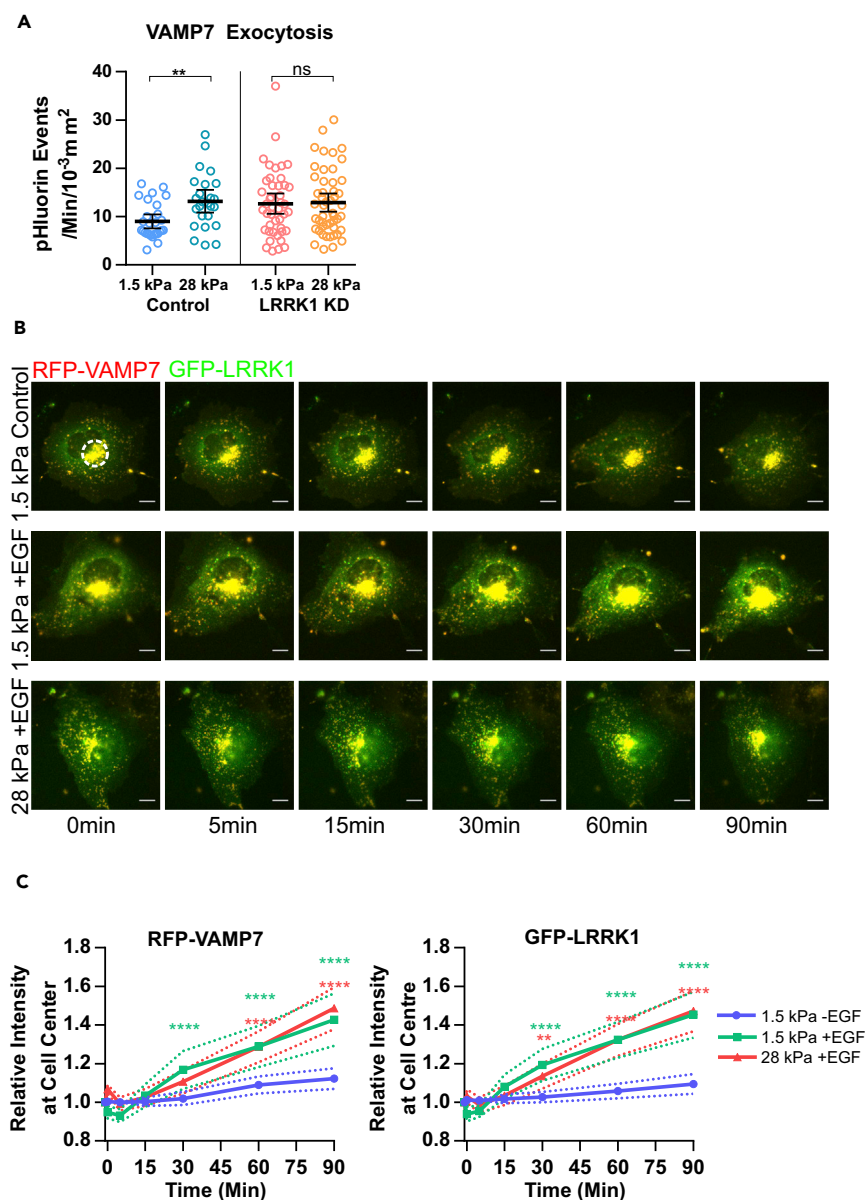 A
VAMP7 Exocytosis
pHluorin Events
/Min/10⁻³m m²
40
30
20
10
0
**
ns
1.5 kPa 28 kPa 1.5 kPa 28 kPa
Control LRRK1 KD
B
RFP-VAMP7 GFP-LRRK1
1.5 kPa Control
1.5 kPa +EGF
28 kPa +EGF
0min 5min 15min 30min 60min 90min
C
RFP-VAMP7
Relative Intensity
at Cell Center
1.8
1.6
1.4
1.2
1.0
0.8
****
****
****
****
****
0 15 30 45 60 75 90
Time (Min)
GFP-LRRK1
Relative Intensity
at Cell Centre
1.8
1.6
1.4
1.2
1.0
0.8
****
****
****
****
****
**
0 15 30 45 60 75 90
Time (Min)
1.5 kPa -EGF
1.5 kPa +EGF
28 kPa +EGF